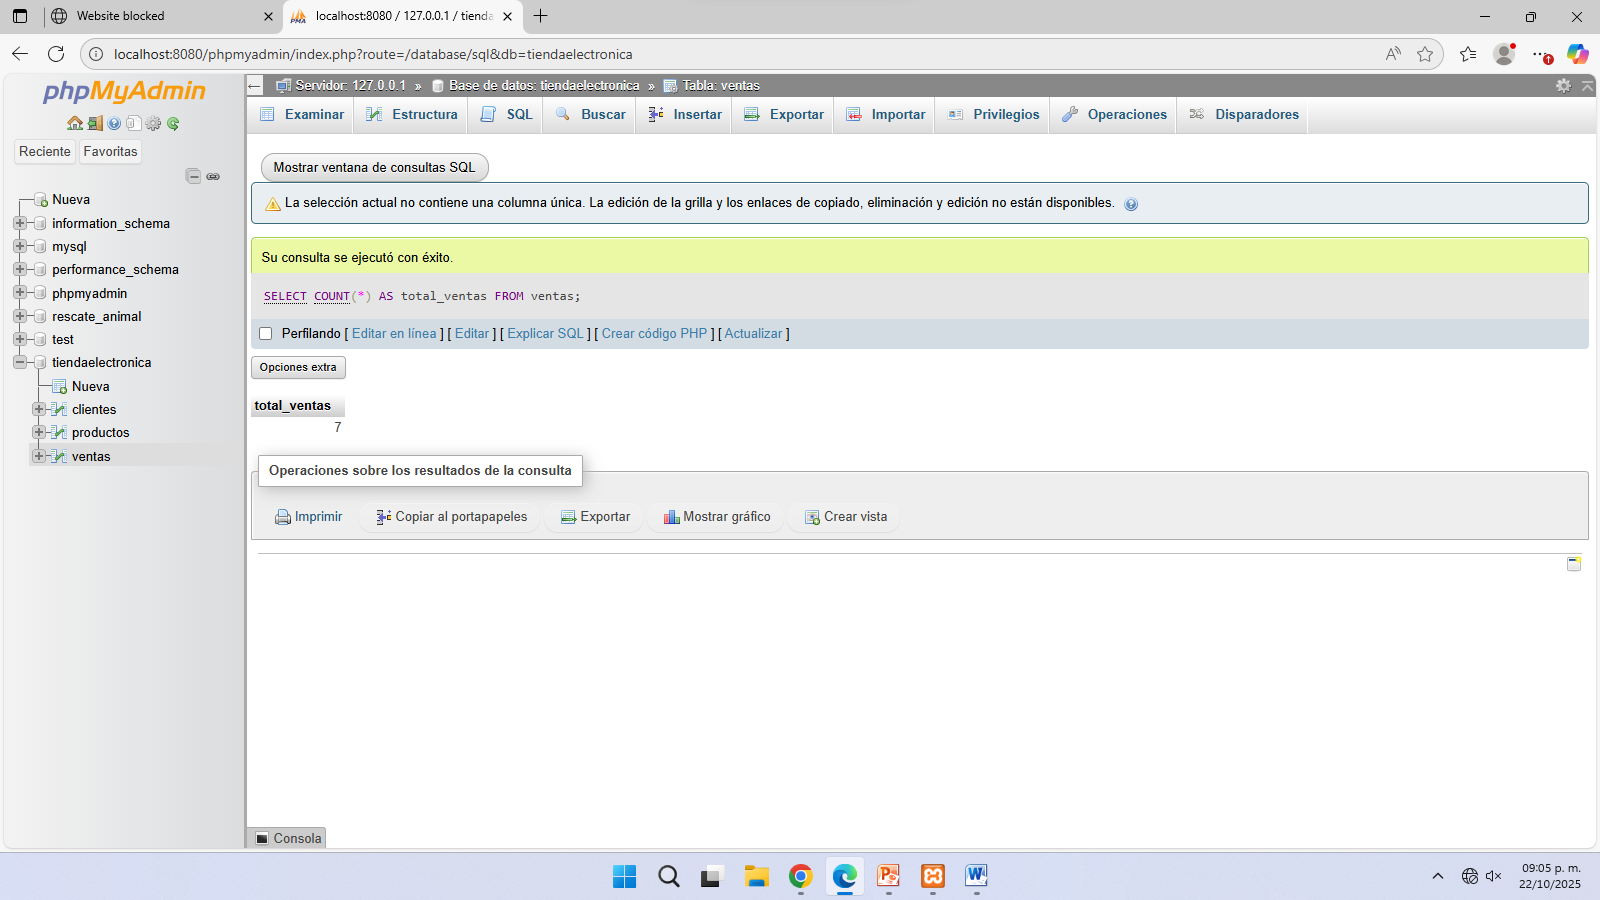 Website blocked
localhost:8080 / 127.0.0.1 / tienda
localhost:8080/phpmyadmin/index.php?route=/database/sql&db=tiendaelectronica
phpMyAdmin
Reciente
Favoritas
Nueva
information_schema
mysql
performance_schema
phpmyadmin
rescate_animal
test
tiendaelectronica
Nueva
clientes
productos
ventas
Servidor: 127.0.0.1 » Base de datos: tiendaelectronica » Tabla: ventas
Examinar Estructura SQL Buscar Insertar Exportar Importar Privilegios Operaciones Disparadores
Mostrar ventana de consultas SQL
La selección actual no contiene una columna única. La edición de la grilla y los enlaces de copiado, eliminación y edición no están disponibles.
Su consulta se ejecutó con éxito.
SELECT COUNT(*) AS total_ventas FROM ventas;
Perfilando [ Editar en línea ] [ Editar ] [ Explicar SQL ] [ Crear código PHP ] [ Actualizar ]
Opciones extra
total_ventas
7
Operaciones sobre los resultados de la consulta
Imprimir Copiar al portapapeles Exportar Mostrar gráfico Crear vista
Consola
09:05 p. m.
22/10/2025